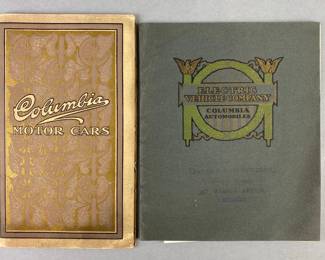 Columbia
MOTOR CARS
ELECTRIC
VEHICLE COMPANY
COLUMBIA
AUTOMOBILES